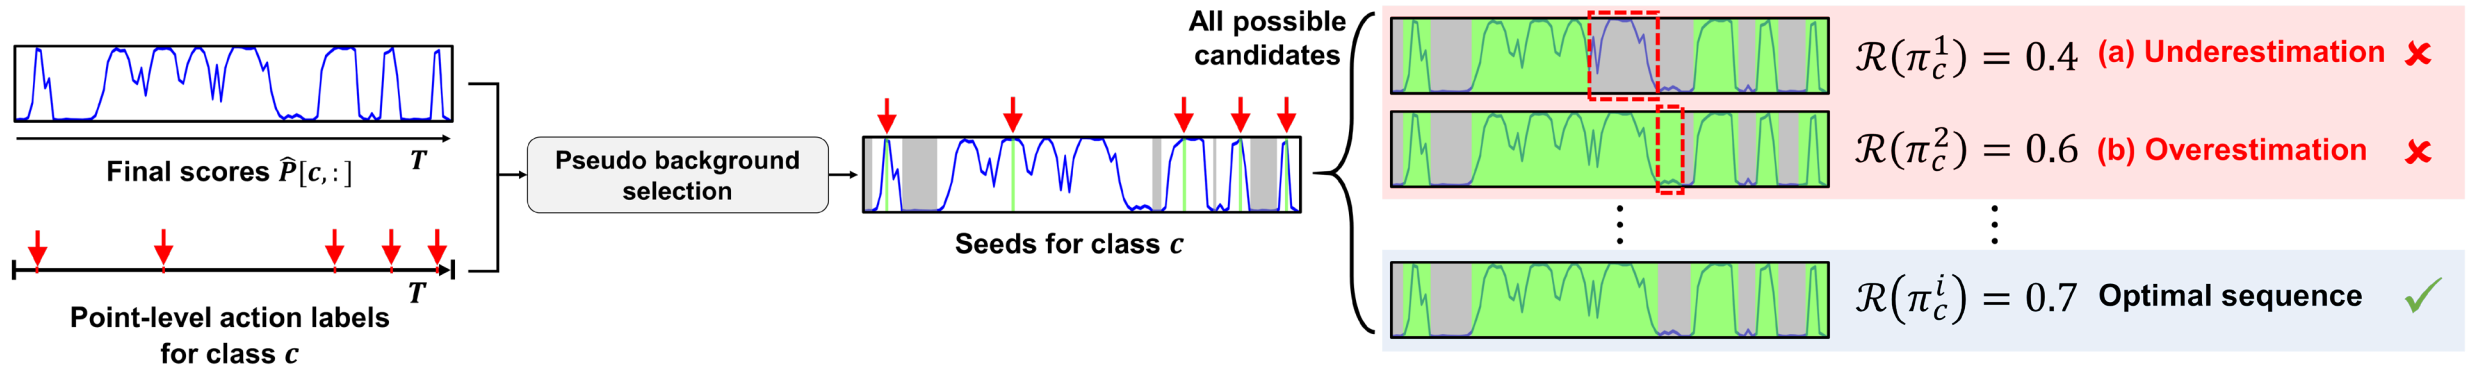 Final scores P̂[c,:]
T
Point-level action labels
for class c
T
Pseudo background
selection
Seeds for class c
All possible
candidates
ℛ(π_c^1) = 0.4 (a) Underestimation ✘
ℛ(π_c^2) = 0.6 (b) Overestimation ✘
ℛ(π_c^i) = 0.7 Optimal sequence ✓